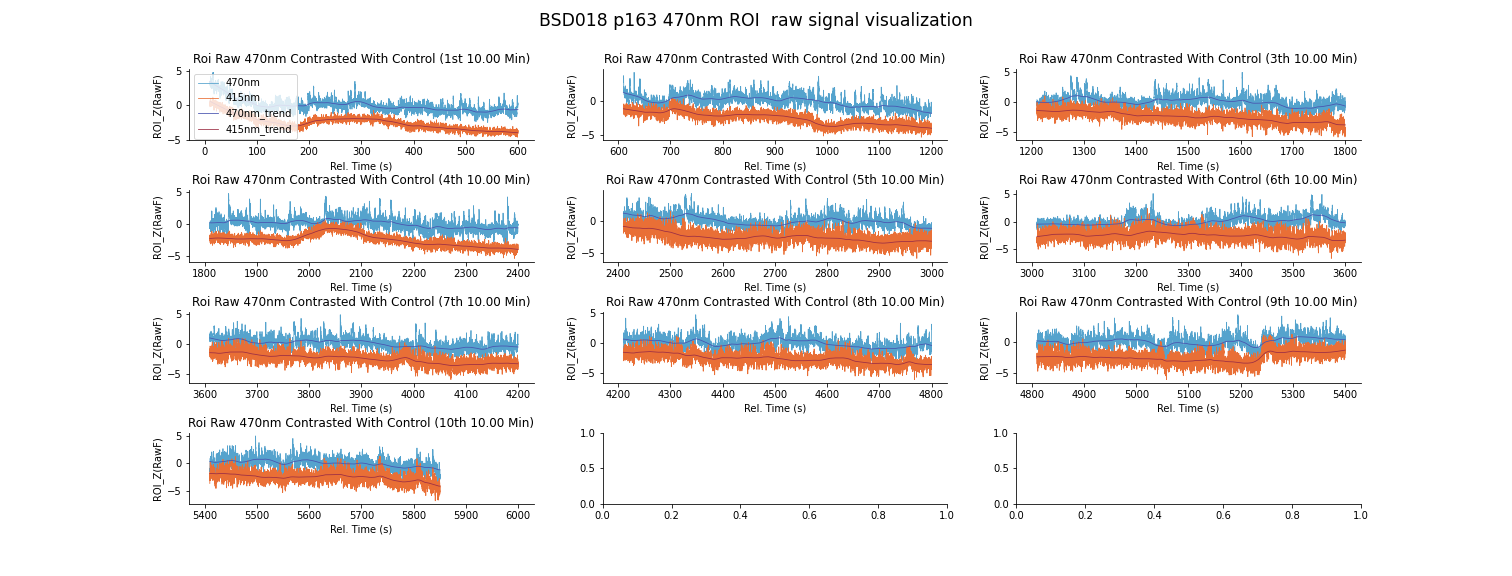 BSD018 p163 470nm ROI  raw signal visualization
Roi Raw 470nm Contrasted With Control (1st 10.00 Min)
ROI_Z(RawF)
5
0
−5
470nm
415nm
470nm_trend
415nm_trend
0 100 200 300 400 500 600
Rel. Time (s)
Roi Raw 470nm Contrasted With Control (2nd 10.00 Min)
ROI_Z(RawF)
0
−5
600 700 800 900 1000 1100 1200
Rel. Time (s)
Roi Raw 470nm Contrasted With Control (3th 10.00 Min)
ROI_Z(RawF)
5
0
−5
1200 1300 1400 1500 1600 1700 1800
Rel. Time (s)
Roi Raw 470nm Contrasted With Control (4th 10.00 Min)
ROI_Z(RawF)
5
0
−5
1800 1900 2000 2100 2200 2300 2400
Rel. Time (s)
Roi Raw 470nm Contrasted With Control (5th 10.00 Min)
ROI_Z(RawF)
0
−5
2400 2500 2600 2700 2800 2900 3000
Rel. Time (s)
Roi Raw 470nm Contrasted With Control (6th 10.00 Min)
ROI_Z(RawF)
5
0
−5
3000 3100 3200 3300 3400 3500 3600
Rel. Time (s)
Roi Raw 470nm Contrasted With Control (7th 10.00 Min)
ROI_Z(RawF)
5
0
−5
3600 3700 3800 3900 4000 4100 4200
Rel. Time (s)
Roi Raw 470nm Contrasted With Control (8th 10.00 Min)
ROI_Z(RawF)
5
0
−5
4200 4300 4400 4500 4600 4700 4800
Rel. Time (s)
Roi Raw 470nm Contrasted With Control (9th 10.00 Min)
ROI_Z(RawF)
0
−5
4800 4900 5000 5100 5200 5300 5400
Rel. Time (s)
Roi Raw 470nm Contrasted With Control (10th 10.00 Min)
ROI_Z(RawF)
5
0
−5
5400 5500 5600 5700 5800 5900 6000
Rel. Time (s)
1.0
0.5
0.0
0.0 0.2 0.4 0.6 0.8 1.0
1.0
0.5
0.0
0.0 0.2 0.4 0.6 0.8 1.0